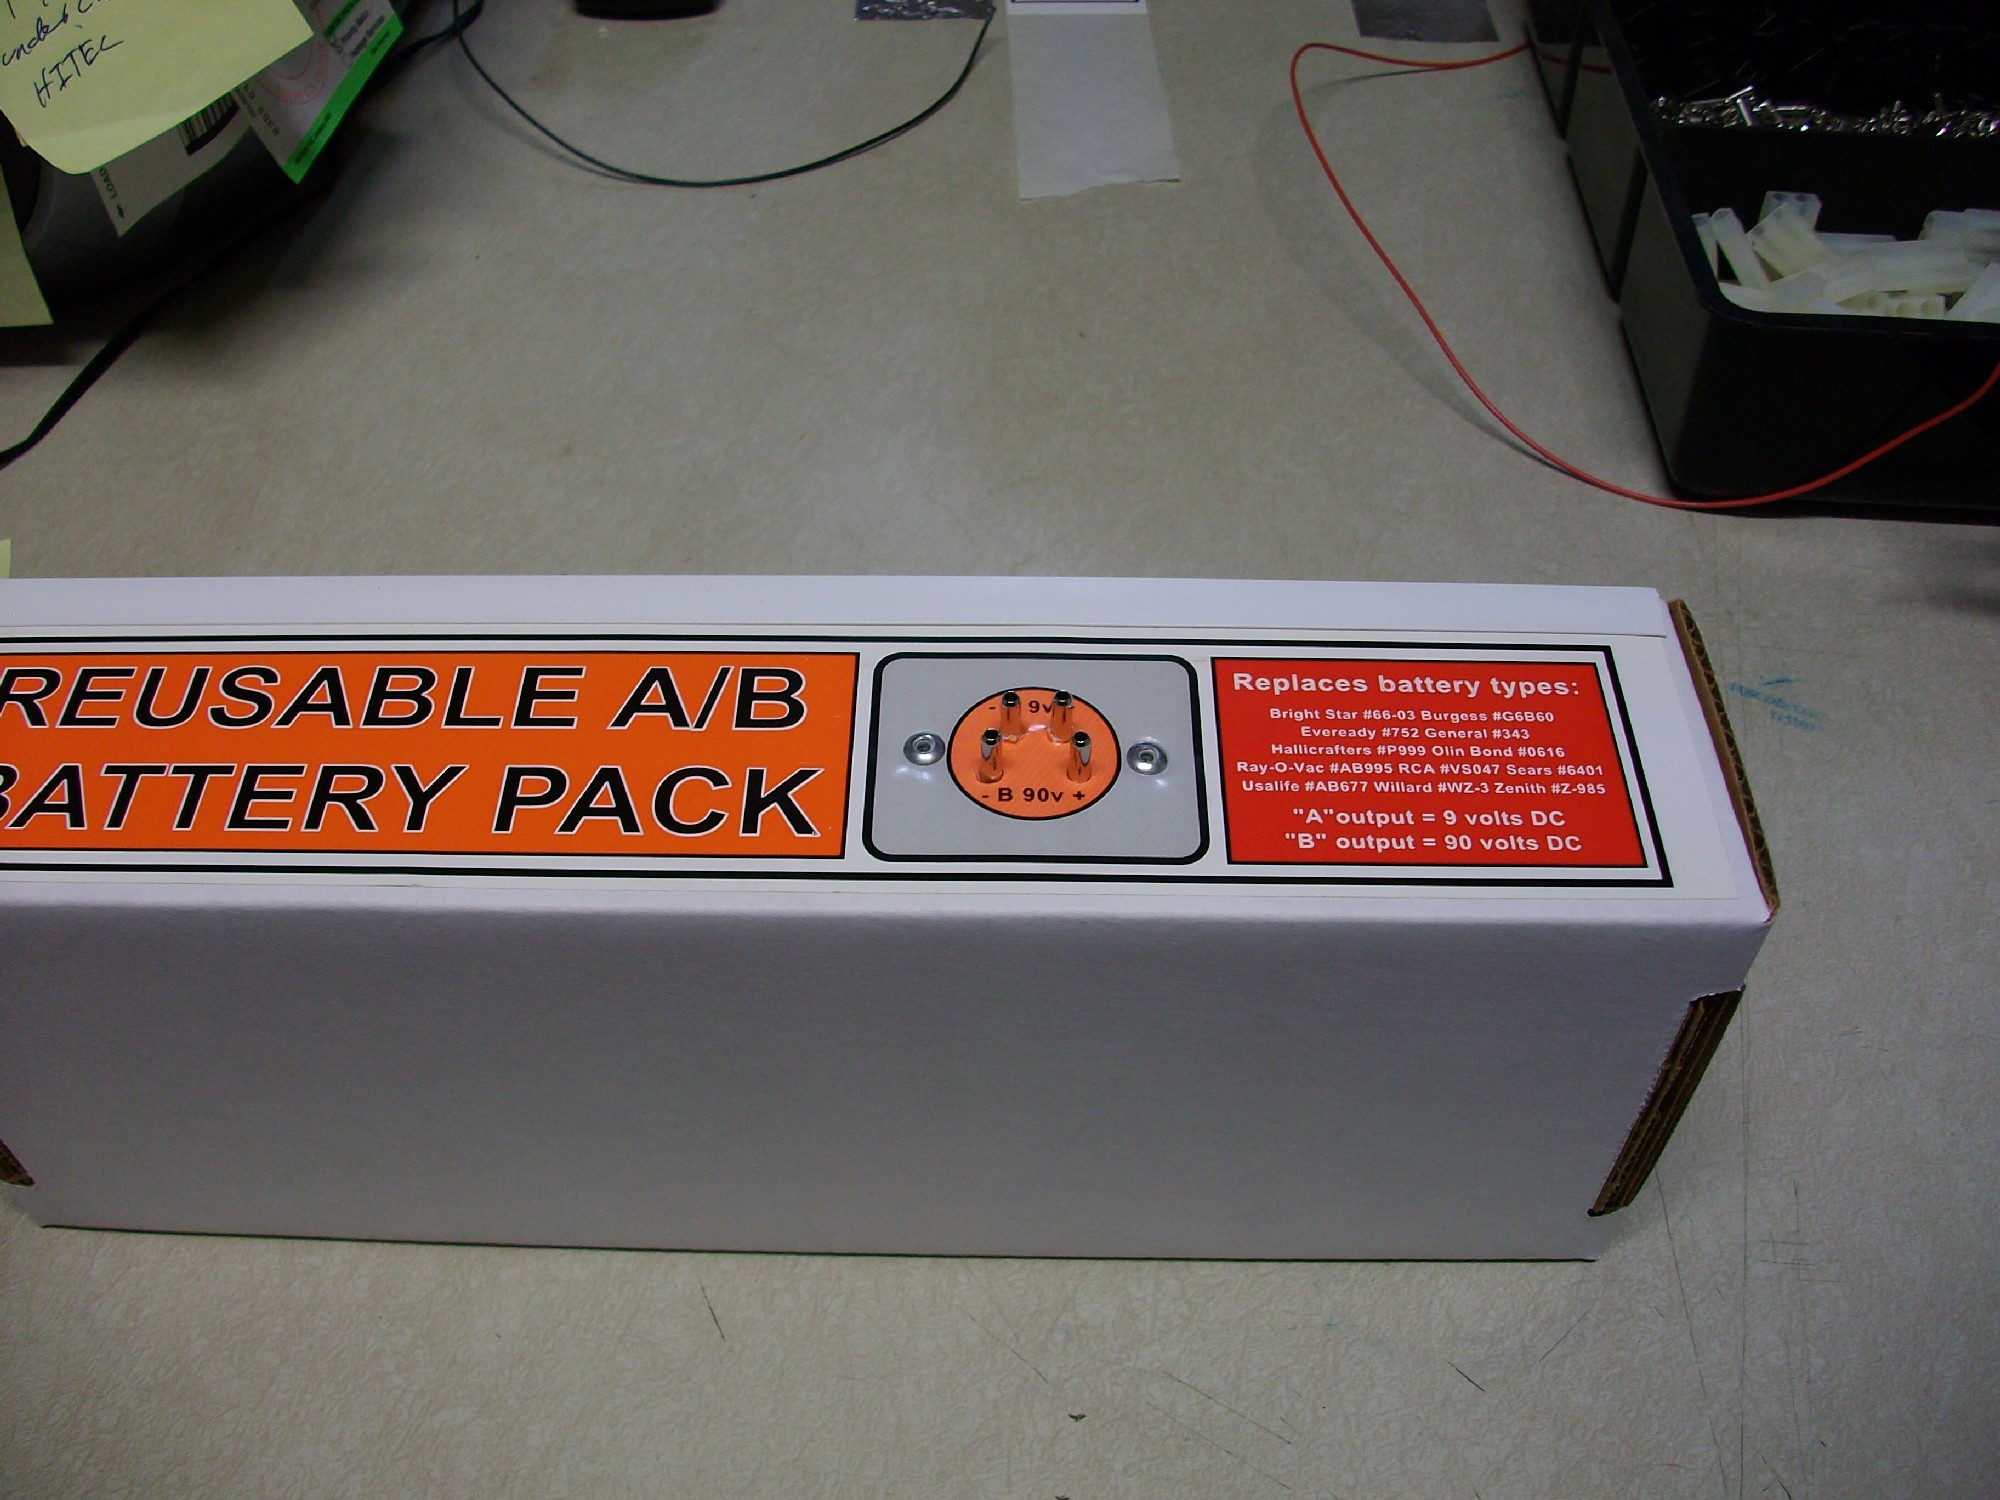 HITEC
LOAD
REUSABLE A/B
BATTERY PACK
- 9v
- B 90v +
Replaces battery types:
Bright Star #66-03 Burgess #G6B60
Eveready #752 General #343
Hallicrafters #P999 Olin Bond #0616
Ray-O-Vac #AB995 RCA #VS047 Sears #6401
Usalife #AB677 Willard #WZ-3 Zenith #Z-985
"A"output = 9 volts DC
"B" output = 90 volts DC